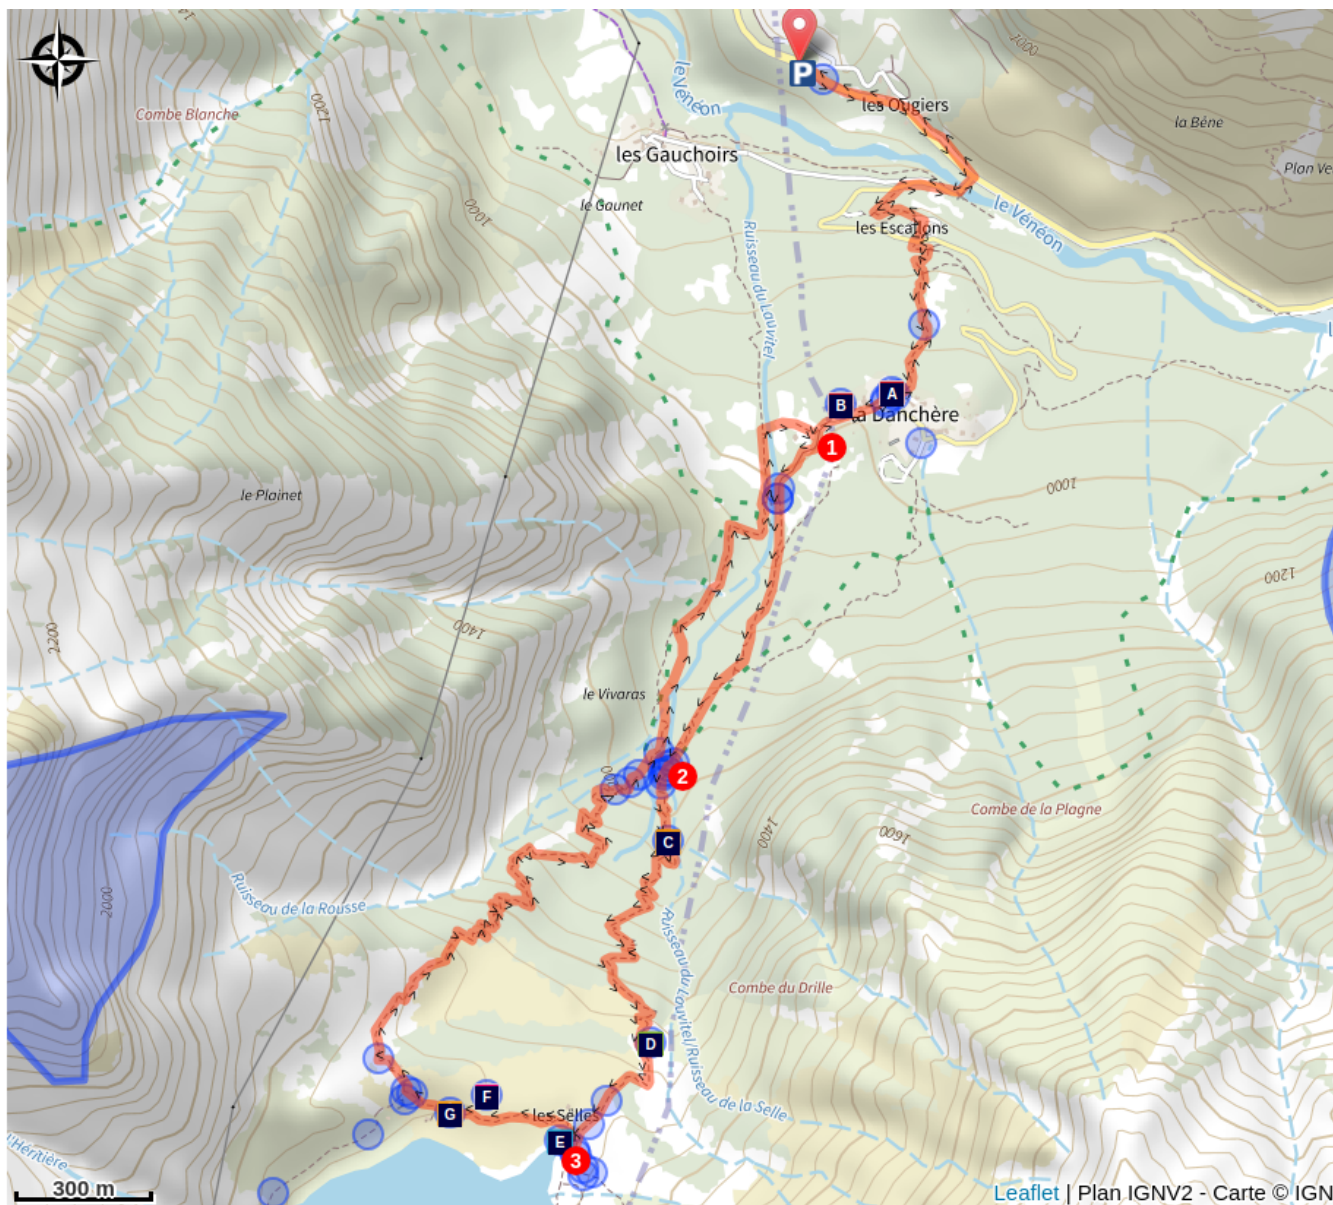 1400
1000
Combe Blanche
1200
le Vénéon
P
les Ougiers
la Béne
les Gauchoirs
Plan Ve
le Gaunet
1000
le Vénéon
les Escallons
Ruisseau du Lauvitel
A
B
la Danchère
1
le Plainet
1000
1200
2200
1400
le Vivaras
2
Combe de la Plagne
1400
1600
C
2000
Ruisseau de la Rousse
Ruisseau du Lauvitel/Ruisseau de la Selle
Combe du Drille
D
F
G
les Selles
E
3
l'Héritière
300 m
Leaflet | Plan IGNV2 - Carte © IGN